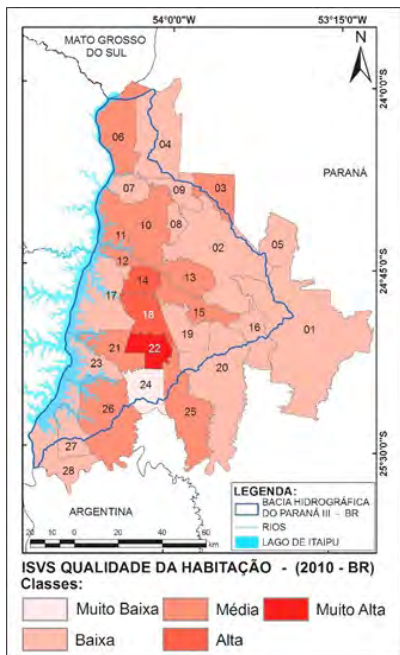 54°0'0"W
53°15'0"W
MATO GROSSO
DO SUL
N
24°0'0"S
06
04
PARANÁ
03
07
09
10
08
11
02
05
12
24°45'0"S
14
13
17
18
15
16
01
19
21
22
20
23
24
26
25
25°30'0"S
27
28
LEGENDA:
BACIA HIDROGRÁFICA
DO PARANÁ III - BR
RIOS
LAGO DE ITAIPU
ARGENTINA
20 0 20 40 60
km
ISVS QUALIDADE DA HABITAÇÃO - (2010 - BR)
Classes:
Muito Baixa
Média
Muito Alta
Baixa
Alta